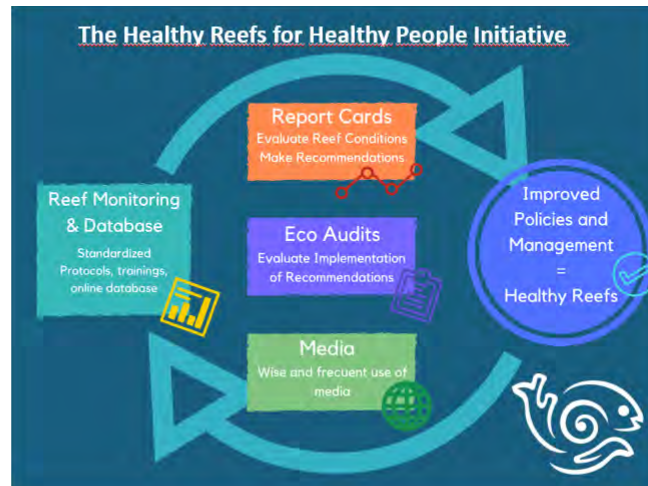 The Healthy Reefs for Healthy People Initiative
Report Cards
Evaluate Reef Conditions
Make Recommendations
Reef Monitoring
& Database
Standardized
Protocols, trainings,
online database
Eco Audits
Evaluate Implementation
of Recommendations
Media
Wise and frecuent use of
media
Improved
Policies and
Management
=
Healthy Reefs